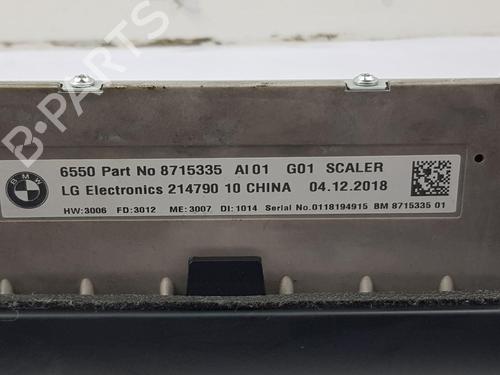 B-PARTS
BMW
6550 Part No 8715335 AI 01 G01 SCALER
LG Electronics 214790 10 CHINA 04.12.2018
HW:3006 FD:3012 ME:3007 DI:1014 Serial No.0118194915 BM 8715335 01